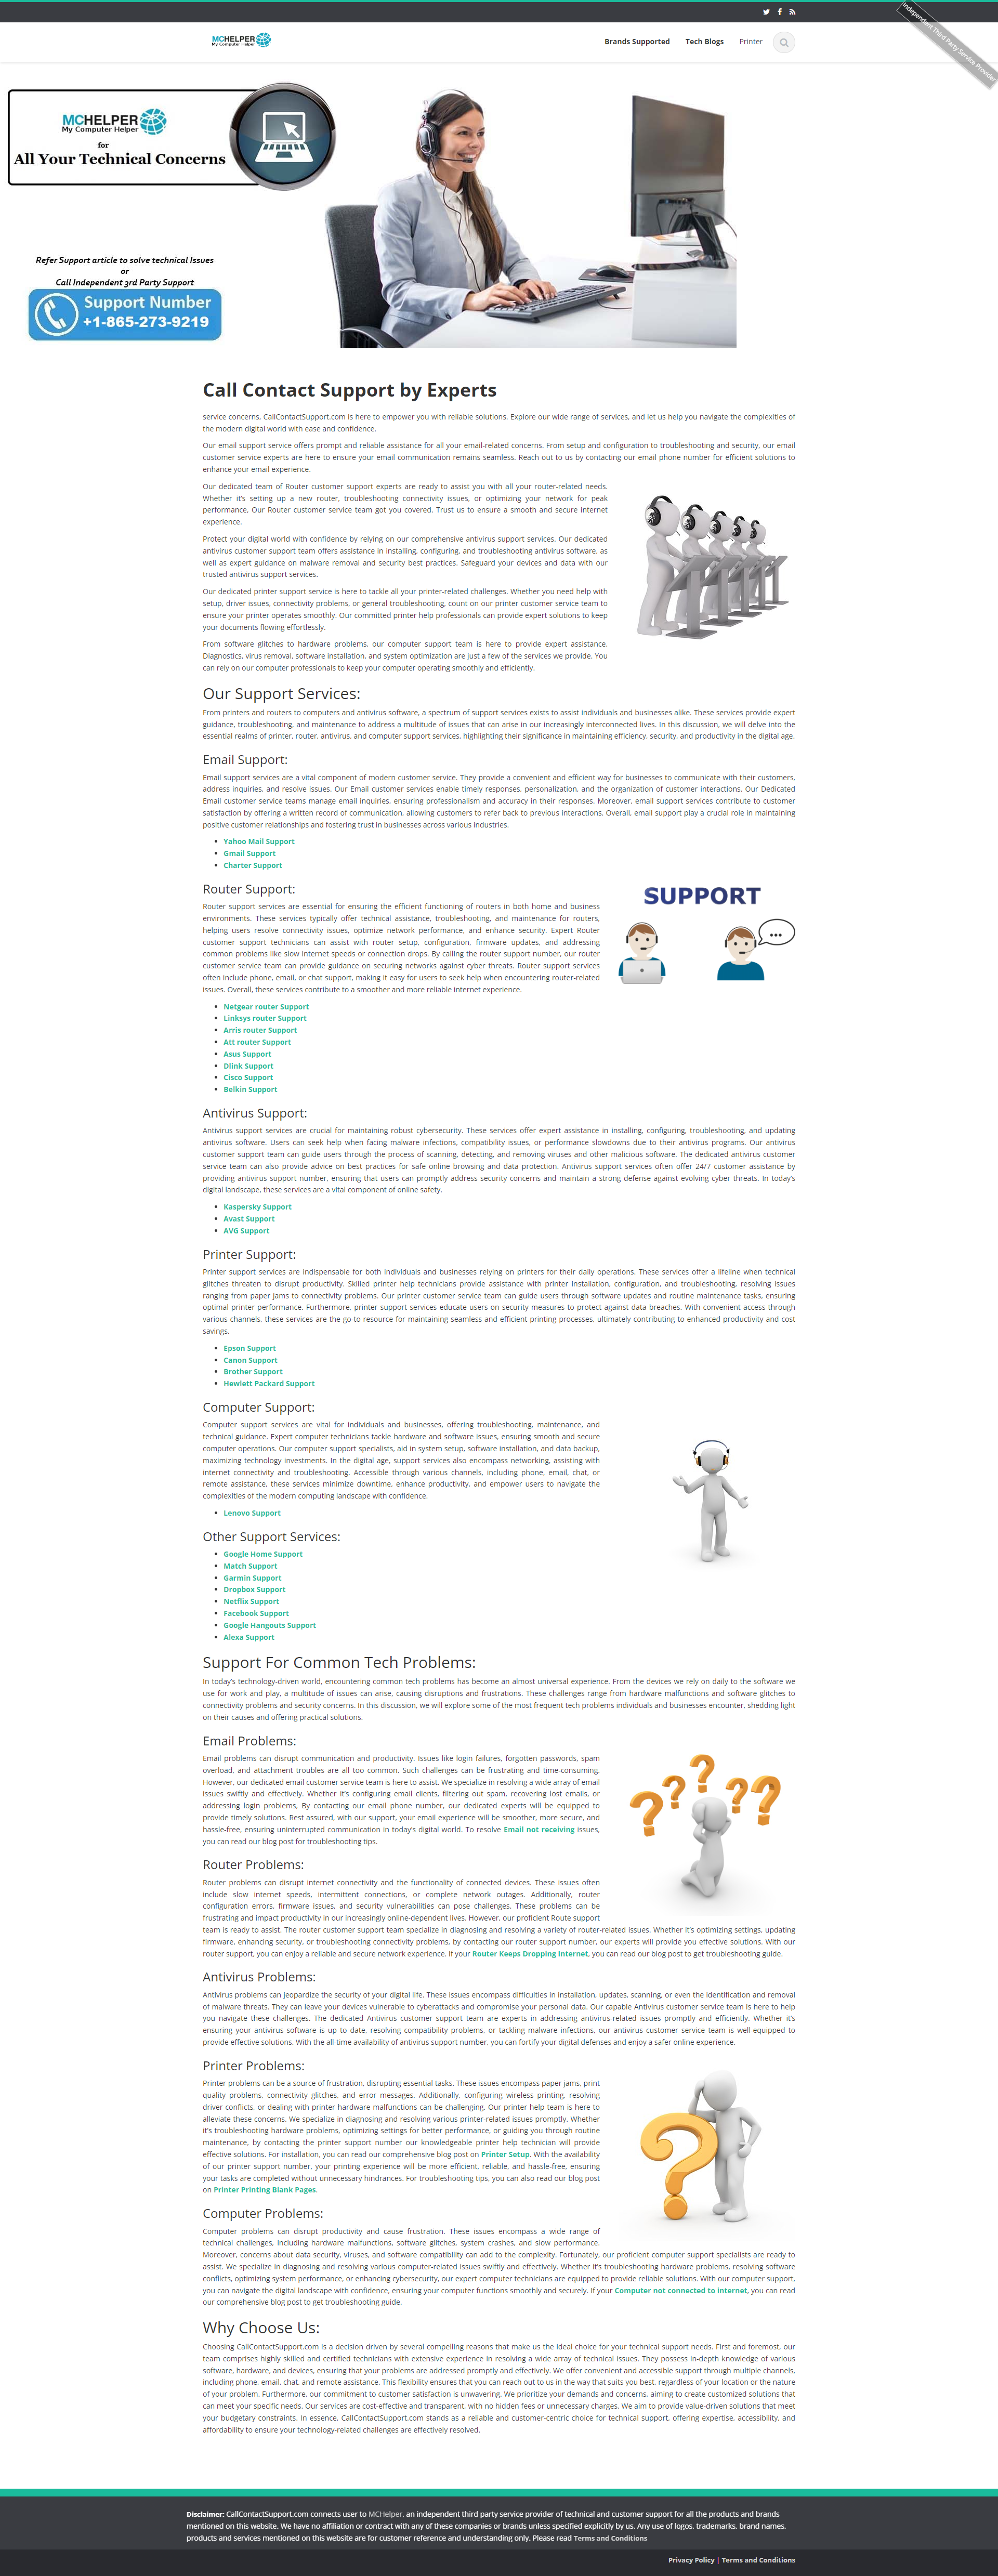 Independent Third Party Service Provider
MCHELPER
My Computer Helper
Brands Supported
Tech Blogs
Printer
MCHELPER
My Computer Helper
for
All Your Technical Concerns
Refer Support article to solve technical Issues
or
Call Independent 3rd Party Support
Support Number
+1-865-273-9219
Call Contact Support by Experts
service concerns, CallContactSupport.com is here to empower you with reliable solutions. Explore our wide range of services, and let us help you navigate the complexities of
the modern digital world with ease and confidence.
Our email support service offers prompt and reliable assistance for all your email-related concerns. From setup and configuration to troubleshooting and security, our email
customer service experts are here to ensure your email communication remains seamless. Reach out to us by contacting our email phone number for efficient solutions to
enhance your email experience.
Our dedicated team of Router customer support experts are ready to assist you with all your router-related needs.
Whether it's setting up a new router, troubleshooting connectivity issues, or optimizing your network for peak
performance, Our Router customer service team got you covered. Trust us to ensure a smooth and secure internet
experience.
Protect your digital world with confidence by relying on our comprehensive antivirus support services. Our dedicated
antivirus customer support team offers assistance in installing, configuring, and troubleshooting antivirus software, as
well as expert guidance on malware removal and security best practices. Safeguard your devices and data with our
trusted antivirus support services.
Our dedicated printer support service is here to tackle all your printer-related challenges. Whether you need help with
setup, driver issues, connectivity problems, or general troubleshooting, count on our printer customer service team to
ensure your printer operates smoothly. Our committed printer help professionals can provide expert solutions to keep
your documents flowing effortlessly.
From software glitches to hardware problems, our computer support team is here to provide expert assistance.
Diagnostics, virus removal, software installation, and system optimization are just a few of the services we provide. You
can rely on our computer professionals to keep your computer operating smoothly and efficiently.
Our Support Services:
From printers and routers to computers and antivirus software, a spectrum of support services exists to assist individuals and businesses alike. These services provide expert
guidance, troubleshooting, and maintenance to address a multitude of issues that can arise in our increasingly interconnected lives. In this discussion, we will delve into the
essential realms of printer, router, antivirus, and computer support services, highlighting their significance in maintaining efficiency, security, and productivity in the digital age.
Email Support:
Email support services are a vital component of modern customer service. They provide a convenient and efficient way for businesses to communicate with their customers,
address inquiries, and resolve issues. Our Email customer services enable timely responses, personalization, and the organization of customer interactions. Our Dedicated
Email customer service teams manage email inquiries, ensuring professionalism and accuracy in their responses. Moreover, email support services contribute to customer
satisfaction by offering a written record of communication, allowing customers to refer back to previous interactions. Overall, email support play a crucial role in maintaining
positive customer relationships and fostering trust in businesses across various industries.
Yahoo Mail Support
Gmail Support
Charter Support
Router Support:
Router support services are essential for ensuring the efficient functioning of routers in both home and business
environments. These services typically offer technical assistance, troubleshooting, and maintenance for routers,
helping users resolve connectivity issues, optimize network performance, and enhance security. Expert Router
customer support technicians can assist with router setup, configuration, firmware updates, and addressing
common problems like slow internet speeds or connection drops. By calling the router support number, our router
customer service team can provide guidance on securing networks against cyber threats. Router support services
often include phone, email, or chat support, making it easy for users to seek help when encountering router-related
issues. Overall, these services contribute to a smoother and more reliable internet experience.
SUPPORT
Netgear router Support
Linksys router Support
Arris router Support
Att router Support
Asus Support
Dlink Support
Cisco Support
Belkin Support
Antivirus Support:
Antivirus support services are crucial for maintaining robust cybersecurity. These services offer expert assistance in installing, configuring, troubleshooting, and updating
antivirus software. Users can seek help when facing malware infections, compatibility issues, or performance slowdowns due to their antivirus programs. Our antivirus
customer support team can guide users through the process of scanning, detecting, and removing viruses and other malicious software. The dedicated antivirus customer
service team can also provide advice on best practices for safe online browsing and data protection. Antivirus support services often offer 24/7 customer assistance by
providing antivirus support number, ensuring that users can promptly address security concerns and maintain a strong defense against evolving cyber threats. In today's
digital landscape, these services are a vital component of online safety.
Kaspersky Support
Avast Support
AVG Support
Printer Support:
Printer support services are indispensable for both individuals and businesses relying on printers for their daily operations. These services offer a lifeline when technical
glitches threaten to disrupt productivity. Skilled printer help technicians provide assistance with printer installation, configuration, and troubleshooting, resolving issues
ranging from paper jams to connectivity problems. Our printer customer service team can guide users through software updates and routine maintenance tasks, ensuring
optimal printer performance. Furthermore, printer support services educate users on security measures to protect against data breaches. With convenient access through
various channels, these services are the go-to resource for maintaining seamless and efficient printing processes, ultimately contributing to enhanced productivity and cost
savings.
Epson Support
Canon Support
Brother Support
Hewlett Packard Support
Computer Support:
Computer support services are vital for individuals and businesses, offering troubleshooting, maintenance, and
technical guidance. Expert computer technicians tackle hardware and software issues, ensuring smooth and secure
computer operations. Our computer support specialists, aid in system setup, software installation, and data backup,
maximizing technology investments. In the digital age, support services also encompass networking, assisting with
internet connectivity and troubleshooting. Accessible through various channels, including phone, email, chat, or
remote assistance, these services minimize downtime, enhance productivity, and empower users to navigate the
complexities of the modern computing landscape with confidence.
Lenovo Support
Other Support Services:
Google Home Support
Match Support
Garmin Support
Dropbox Support
Netflix Support
Facebook Support
Google Hangouts Support
Alexa Support
Support For Common Tech Problems:
In today's technology-driven world, encountering common tech problems has become an almost universal experience. From the devices we rely on daily to the software we
use for work and play, a multitude of issues can arise, causing disruptions and frustrations. These challenges range from hardware malfunctions and software glitches to
connectivity problems and security concerns. In this discussion, we will explore some of the most frequent tech problems individuals and businesses encounter, shedding light
on their causes and offering practical solutions.
Email Problems:
Email problems can disrupt communication and productivity. Issues like login failures, forgotten passwords, spam
overload, and attachment troubles are all too common. Such challenges can be frustrating and time-consuming.
However, our dedicated email customer service team is here to assist. We specialize in resolving a wide array of email
issues swiftly and effectively. Whether it's configuring email clients, filtering out spam, recovering lost emails, or
addressing login problems, By contacting our email phone number, our dedicated experts will be equipped to
provide timely solutions. Rest assured, with our support, your email experience will be smoother, more secure, and
hassle-free, ensuring uninterrupted communication in today's digital world. To resolve Email not receiving issues,
you can read our blog post for troubleshooting tips.
Router Problems:
Router problems can disrupt internet connectivity and the functionality of connected devices. These issues often
include slow internet speeds, intermittent connections, or complete network outages. Additionally, router
configuration errors, firmware issues, and security vulnerabilities can pose challenges. These problems can be
frustrating and impact productivity in our increasingly online-dependent lives. However, our proficient Route support
team is ready to assist. The router customer support team specialize in diagnosing and resolving a variety of router-related issues. Whether it's optimizing settings, updating
firmware, enhancing security, or troubleshooting connectivity problems, by contacting our router support number, our experts will provide you effective solutions. With our
router support, you can enjoy a reliable and secure network experience. If your Router Keeps Dropping Internet, you can read our blog post to get troubleshooting guide.
Antivirus Problems:
Antivirus problems can jeopardize the security of your digital life. These issues encompass difficulties in installation, updates, scanning, or even the identification and removal
of malware threats. They can leave your devices vulnerable to cyberattacks and compromise your personal data. Our capable Antivirus customer service team is here to help
you navigate these challenges. The dedicated Antivirus customer support team are experts in addressing antivirus-related issues promptly and efficiently. Whether it's
ensuring your antivirus software is up to date, resolving compatibility problems, or tackling malware infections, our antivirus customer service team is well-equipped to
provide effective solutions. With the all-time availability of antivirus support number, you can fortify your digital defenses and enjoy a safer online experience.
Printer Problems:
Printer problems can be a source of frustration, disrupting essential tasks. These issues encompass paper jams, print
quality problems, connectivity glitches, and error messages. Additionally, configuring wireless printing, resolving
driver conflicts, or dealing with printer hardware malfunctions can be challenging. Our printer help team is here to
alleviate these concerns. We specialize in diagnosing and resolving various printer-related issues promptly. Whether
it's troubleshooting hardware problems, optimizing settings for better performance, or guiding you through routine
maintenance, by contacting the printer support number our knowledgeable printer help technician will provide
effective solutions. For installation, you can read our comprehensive blog post on Printer Setup. With the availability
of our printer support number, your printing experience will be more efficient, reliable, and hassle-free, ensuring
your tasks are completed without unnecessary hindrances. For troubleshooting tips, you can also read our blog post
on Printer Printing Blank Pages.
Computer Problems:
Computer problems can disrupt productivity and cause frustration. These issues encompass a wide range of
technical challenges, including hardware malfunctions, software glitches, system crashes, and slow performance.
Moreover, concerns about data security, viruses, and software compatibility can add to the complexity. Fortunately, our proficient computer support specialists are ready to
assist. We specialize in diagnosing and resolving various computer-related issues swiftly and effectively. Whether it's troubleshooting hardware problems, resolving software
conflicts, optimizing system performance, or enhancing cybersecurity, our expert computer technicians are equipped to provide reliable solutions. With our computer support,
you can navigate the digital landscape with confidence, ensuring your computer functions smoothly and securely. If your Computer not connected to internet, you can read
our comprehensive blog post to get troubleshooting guide.
Why Choose Us:
Choosing CallContactSupport.com is a decision driven by several compelling reasons that make us the ideal choice for your technical support needs. First and foremost, our
team comprises highly skilled and certified technicians with extensive experience in resolving a wide array of technical issues. They possess in-depth knowledge of various
software, hardware, and devices, ensuring that your problems are addressed promptly and effectively. We offer convenient and accessible support through multiple channels,
including phone, email, chat, and remote assistance. This flexibility ensures that you can reach out to us in the way that suits you best, regardless of your location or the nature
of your problem. Furthermore, our commitment to customer satisfaction is unwavering. We prioritize your demands and concerns, aiming to create customized solutions that
can meet your specific needs. Our services are cost-effective and transparent, with no hidden fees or unnecessary charges. We aim to provide value-driven solutions that meet
your budgetary constraints. In essence, CallContactSupport.com stands as a reliable and customer-centric choice for technical support, offering expertise, accessibility, and
affordability to ensure your technology-related challenges are effectively resolved.
Disclaimer: CallContactSupport.com connects user to MCHelper, an independent third party service provider of technical and customer support for all the products and brands
mentioned on this website. We have no affiliation or contract with any of these companies or brands unless specified explicitly by us. Any use of logos, trademarks, brand names,
products and services mentioned on this website are for customer reference and understanding only. Please read Terms and Conditions
Privacy Policy | Terms and Conditions